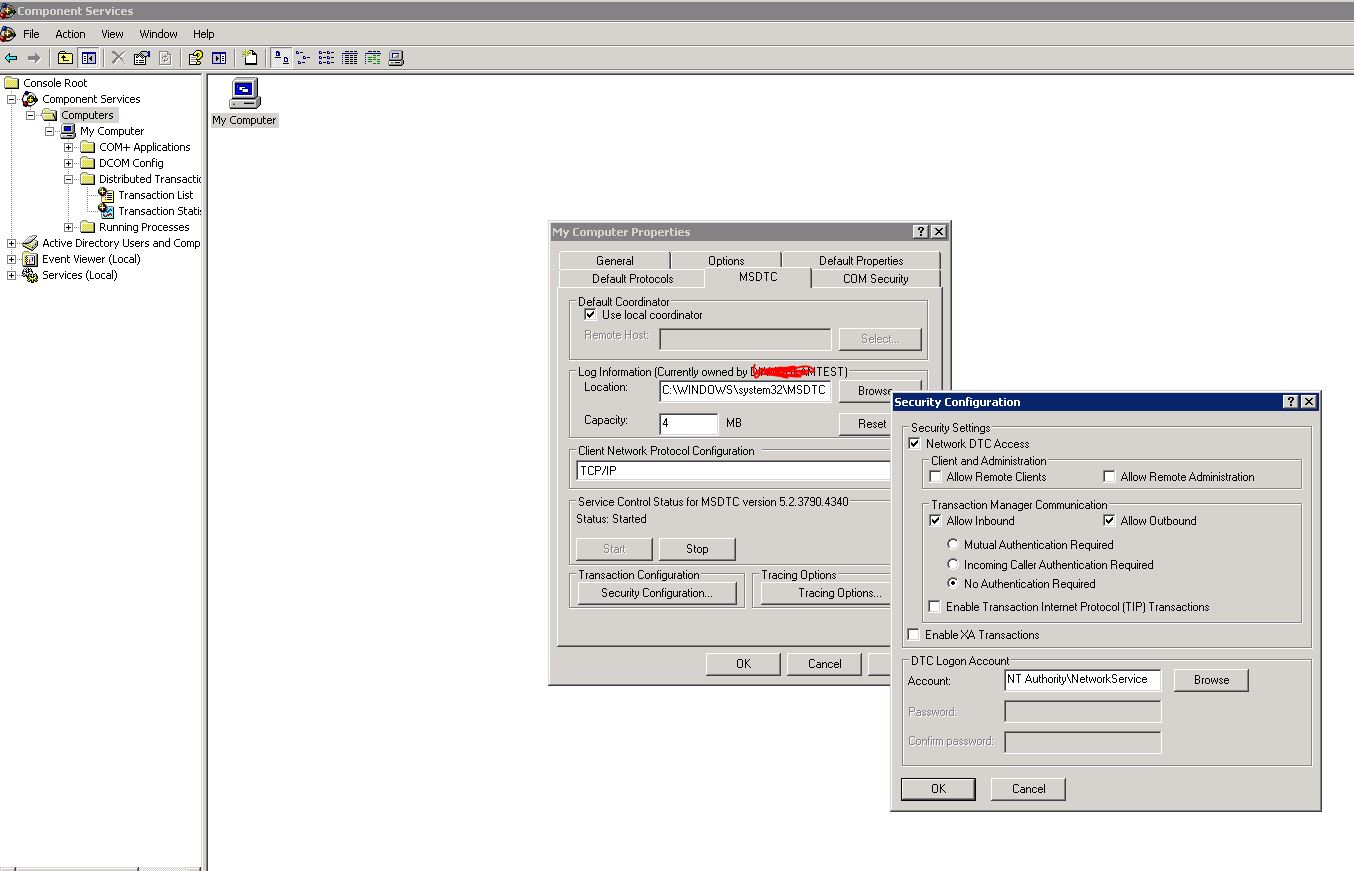 Component Services
File Action View Window Help
Console Root
Component Services
Computers
My Computer
COM+ Applications
DCOM Config
Distributed Transactio
Transaction List
Transaction Statis
Running Processes
Active Directory Users and Comp
Event Viewer (Local)
Services (Local)
My Computer
My Computer Properties
General Options Default Properties
Default Protocols MSDTC COM Security
Default Coordinator
Use local coordinator
Remote Host:
Select...
Log Information (Currently owned by MTEST)
Location:
C:\WINDOWS\system32\MSDTC
Browse
Capacity:
4
MB
Reset
Client Network Protocol Configuration
TCP/IP
Service Control Status for MSDTC version 5.2.3790.4340
Status: Started
Start Stop
Transaction Configuration
Security Configuration...
Tracing Options
Tracing Options...
OK Cancel
Security Configuration
Security Settings
Network DTC Access
Client and Administration
Allow Remote Clients Allow Remote Administration
Transaction Manager Communication
Allow Inbound Allow Outbound
Mutual Authentication Required
Incoming Caller Authentication Required
No Authentication Required
Enable Transaction Internet Protocol (TIP) Transactions
Enable XA Transactions
DTC Logon Account
Account: NT Authority\NetworkService Browse
Password:
Confirm password:
OK Cancel